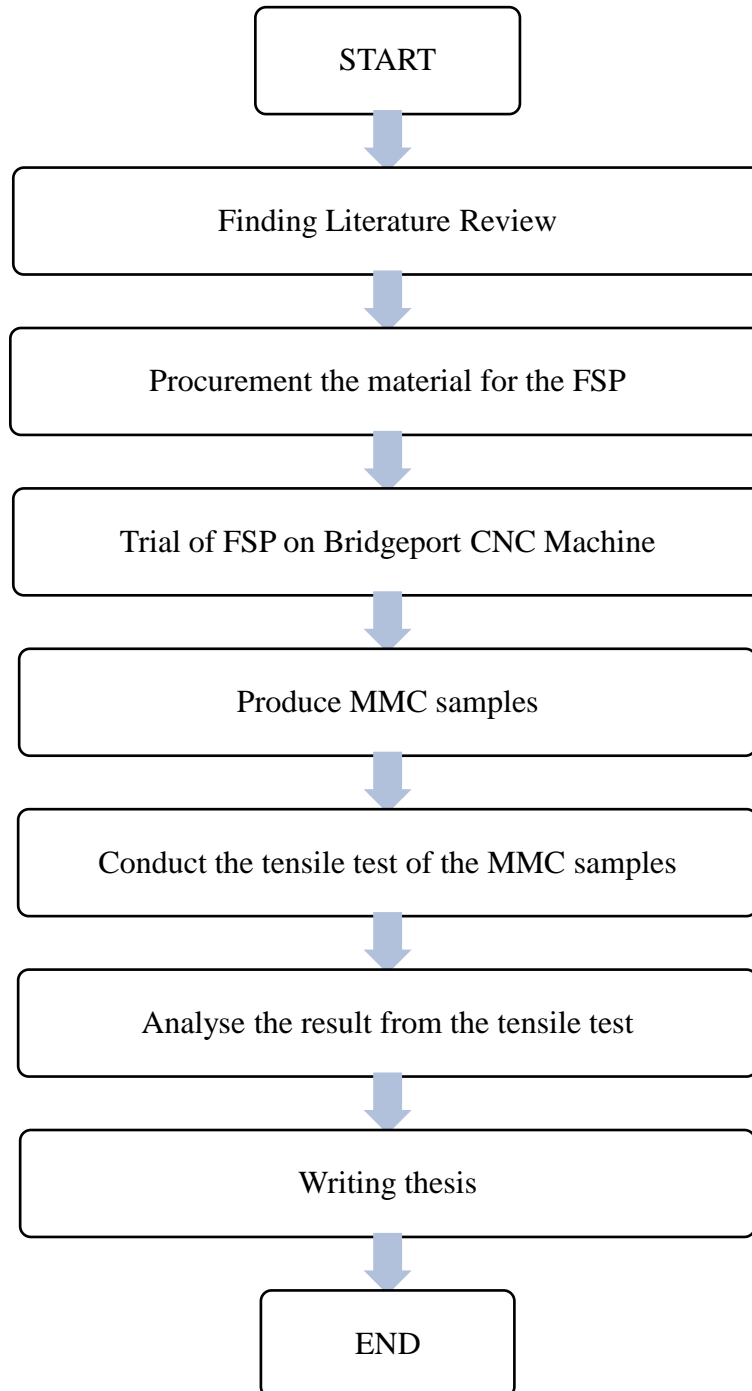 START
Finding Literature Review
Procurement the material for the FSP
Trial of FSP on Bridgeport CNC Machine
Produce MMC samples
Conduct the tensile test of the MMC samples
Analyse the result from the tensile test
Writing thesis
END